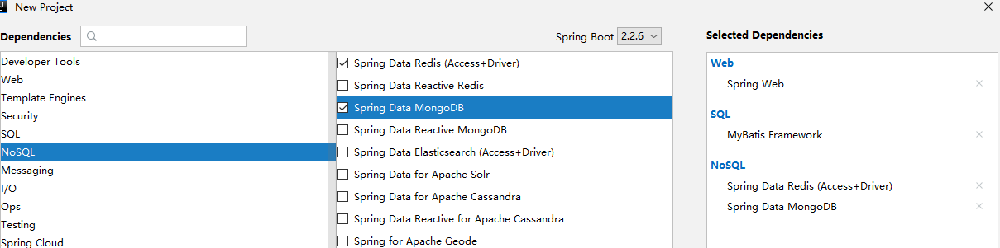 New Project
Dependencies
Spring Boot 2.2.6
Selected Dependencies
Developer Tools
Web
Template Engines
Security
SQL
NoSQL
Messaging
I/O
Ops
Testing
Spring Cloud
Spring Data Redis (Access+Driver)
Spring Data Reactive Redis
Spring Data MongoDB
Spring Data Reactive MongoDB
Spring Data Elasticsearch (Access+Driver)
Spring Data for Apache Solr
Spring Data for Apache Cassandra
Spring Data Reactive for Apache Cassandra
Spring for Apache Geode
Web
Spring Web
SQL
MyBatis Framework
NoSQL
Spring Data Redis (Access+Driver)
Spring Data MongoDB